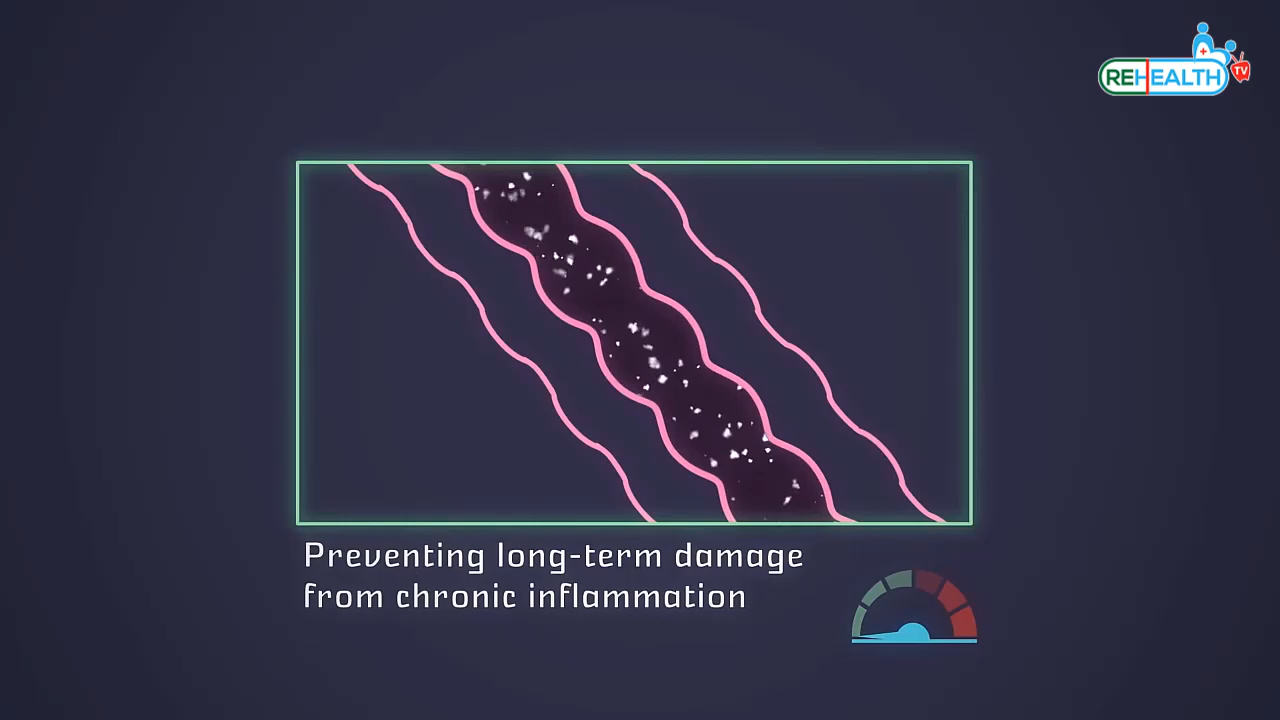 REHEALTH
TV
Preventing long-term damage
from chronic inflammation